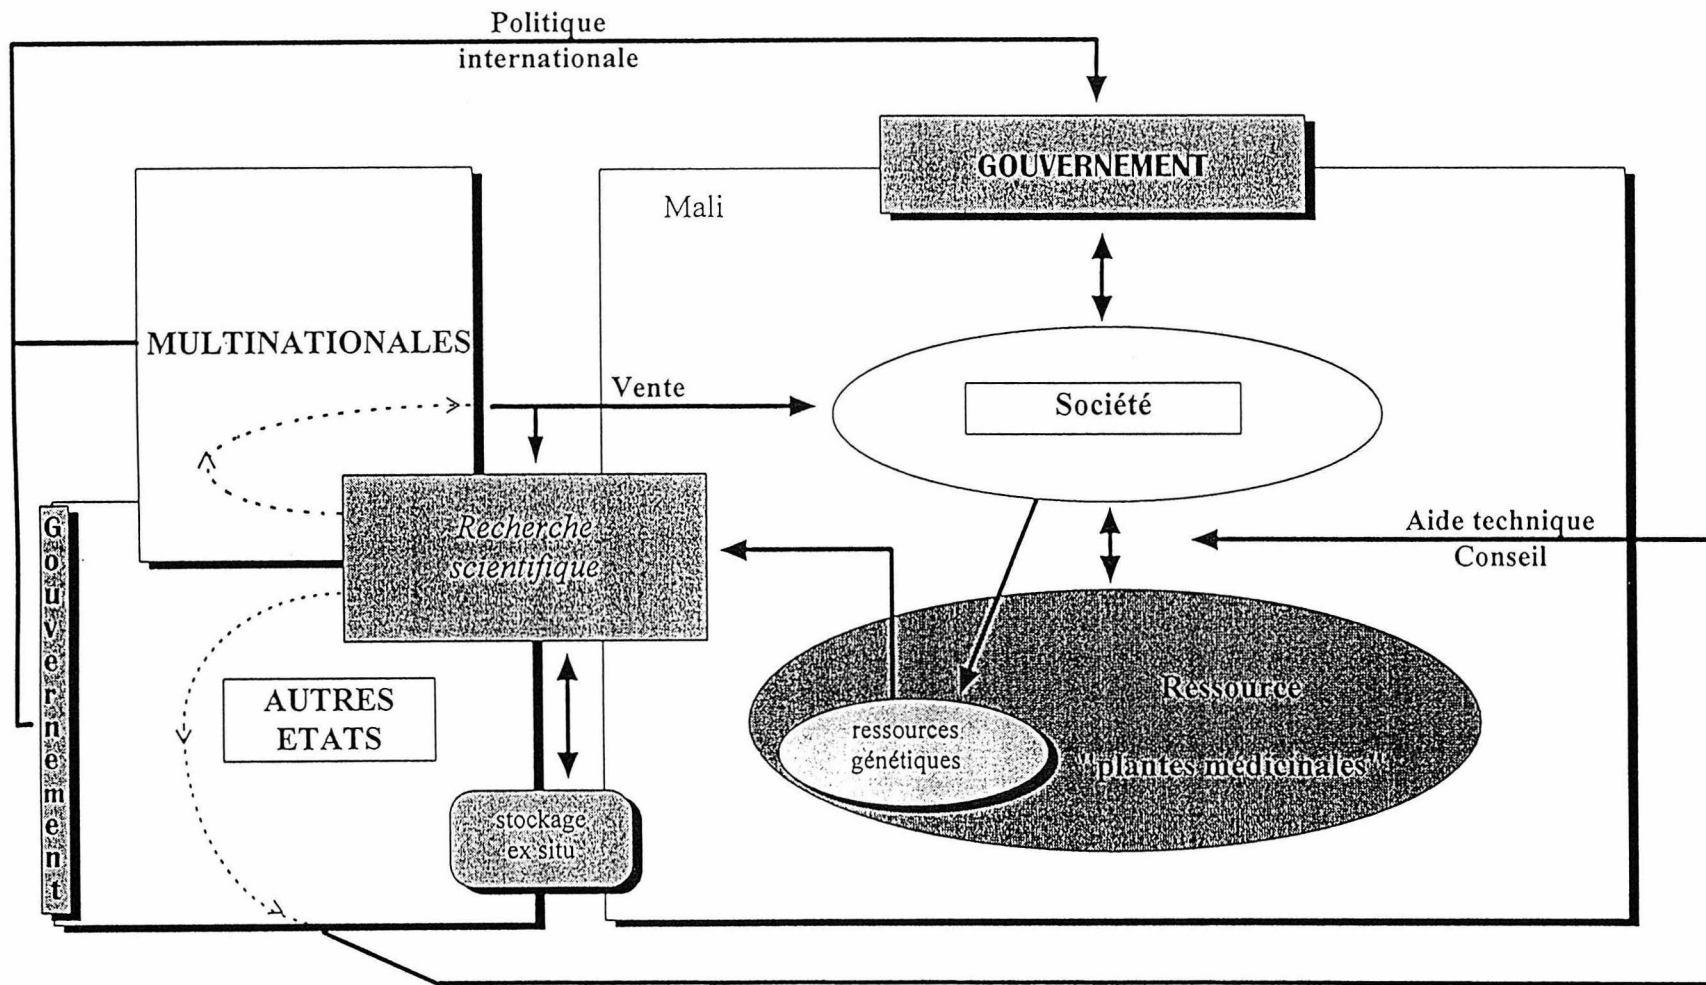 Politique
internationale
GOUVERNEMENT
Mali
MULTINATIONALES
Vente
Société
Gouvernement
Recherche
scientifique
Aide technique
Conseil
AUTRES
ETATS
Ressource
ressources
génétiques
"plantes médicinales"
stockage
ex situ